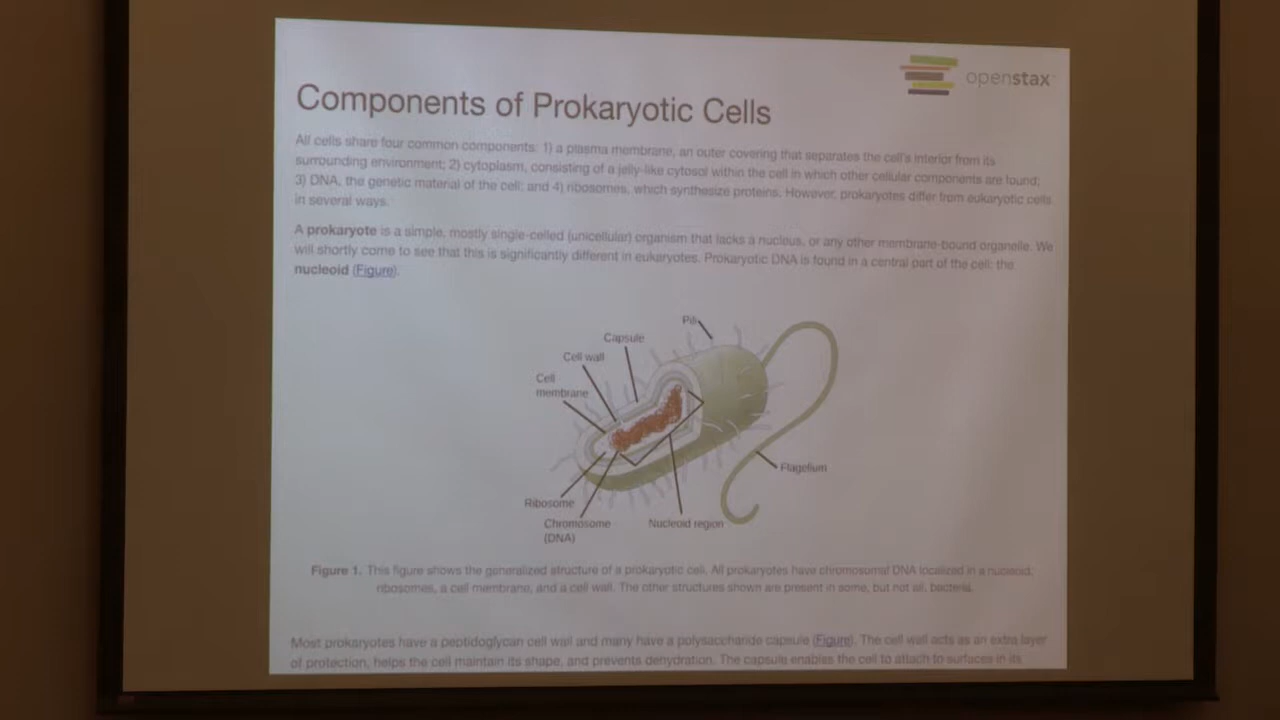 openstax
Components of Prokaryotic Cells
All cells share four common components: 1) a plasma membrane, an outer covering that separates the cell's interior from its
surrounding environment; 2) cytoplasm, consisting of a jelly-like cytosol within the cell in which other cellular components are found;
3) DNA, the genetic material of the cell; and 4) ribosomes, which synthesize proteins. However, prokaryotes differ from eukaryotic cells
in several ways.
A prokaryote is a simple, mostly single-celled (unicellular) organism that lacks a nucleus, or any other membrane-bound organelle. We
will shortly come to see that this is significantly different in eukaryotes. Prokaryotic DNA is found in a central part of the cell: the
nucleoid (Figure).
Pili
Capsule
Cell wall
Cell
membrane
Flagellum
Ribosome
Chromosome
(DNA)
Nucleoid region
Figure 1. This figure shows the generalized structure of a prokaryotic cell. All prokaryotes have chromosomal DNA localized in a nucleoid,
ribosomes, a cell membrane, and a cell wall. The other structures shown are present in some, but not all, bacteria.
Most prokaryotes have a peptidoglycan cell wall and many have a polysaccharide capsule (Figure). The cell wall acts as an extra layer
of protection, helps the cell maintain its shape, and prevents dehydration. The capsule enables the cell to attach to surfaces in its